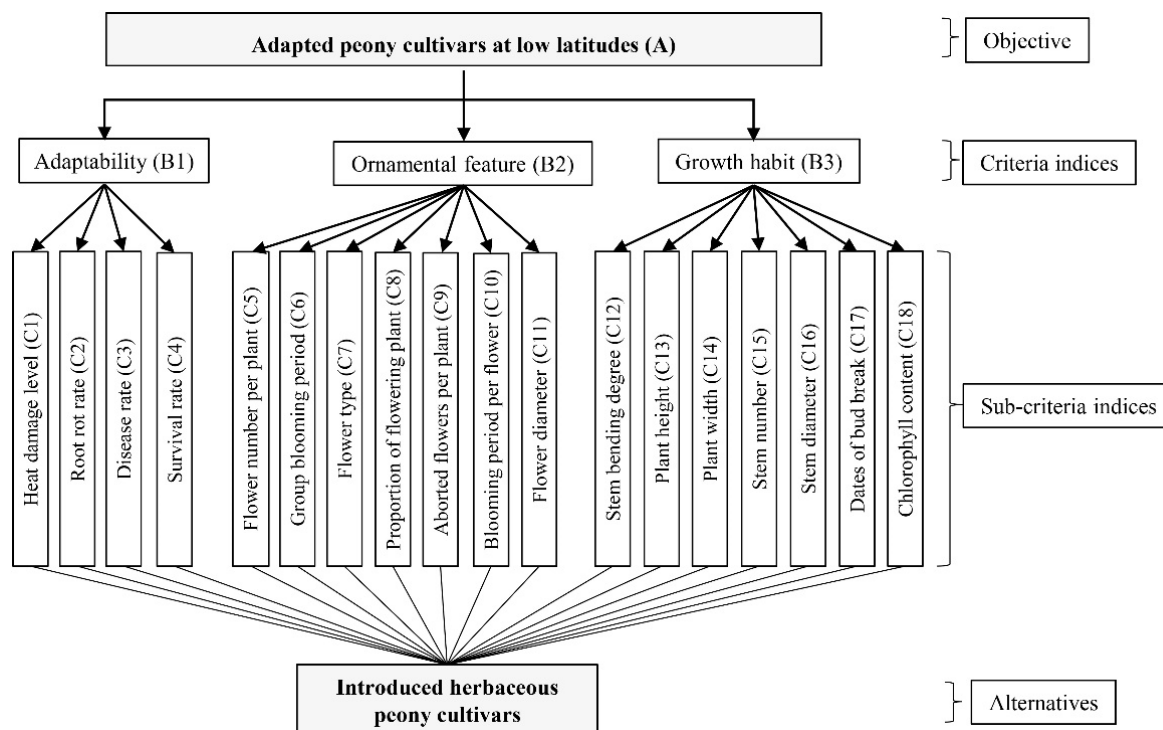 Adapted peony cultivars at low latitudes (A)
Objective
Adaptability (B1)
Ornamental feature (B2)
Growth habit (B3)
Criteria indices
Heat damage level (C1)
Root rot rate (C2)
Disease rate (C3)
Survival rate (C4)
Flower number per plant (C5)
Group blooming period (C6)
Flower type (C7)
Proportion of flowering plant (C8)
Aborted flowers per plant (C9)
Blooming period per flower (C10)
Flower diameter (C11)
Stem bending degree (C12)
Plant height (C13)
Plant width (C14)
Stem number (C15)
Stem diameter (C16)
Dates of bud break (C17)
Chlorophyll content (C18)
Sub-criteria indices
Introduced herbaceous
peony cultivars
Alternatives